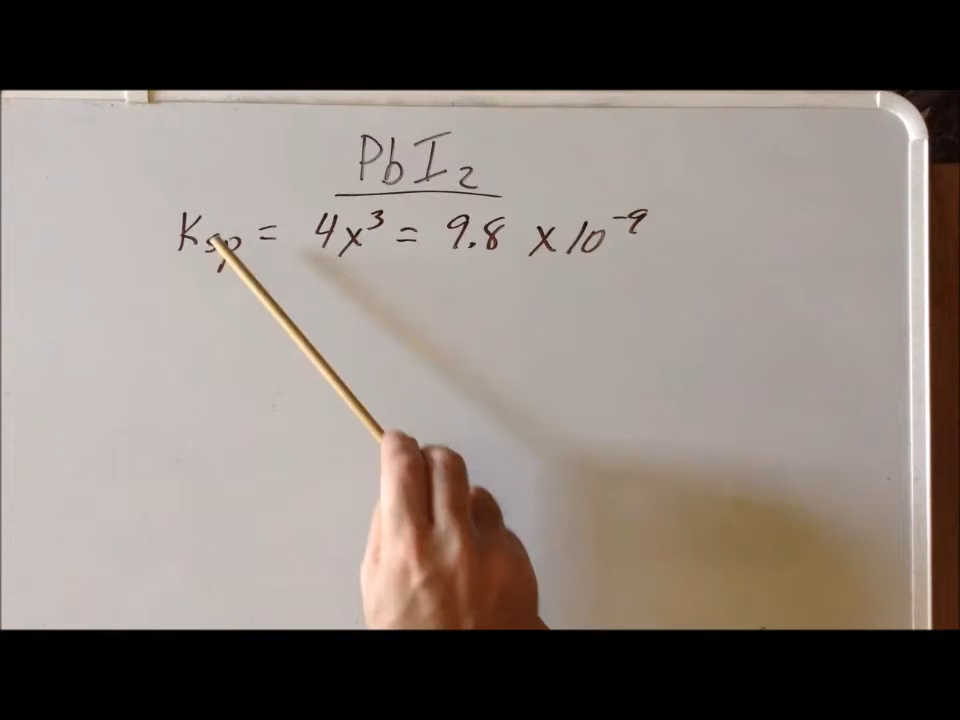 PbI₂
Ksp = 4x³ = 9.8 x 10⁻⁹